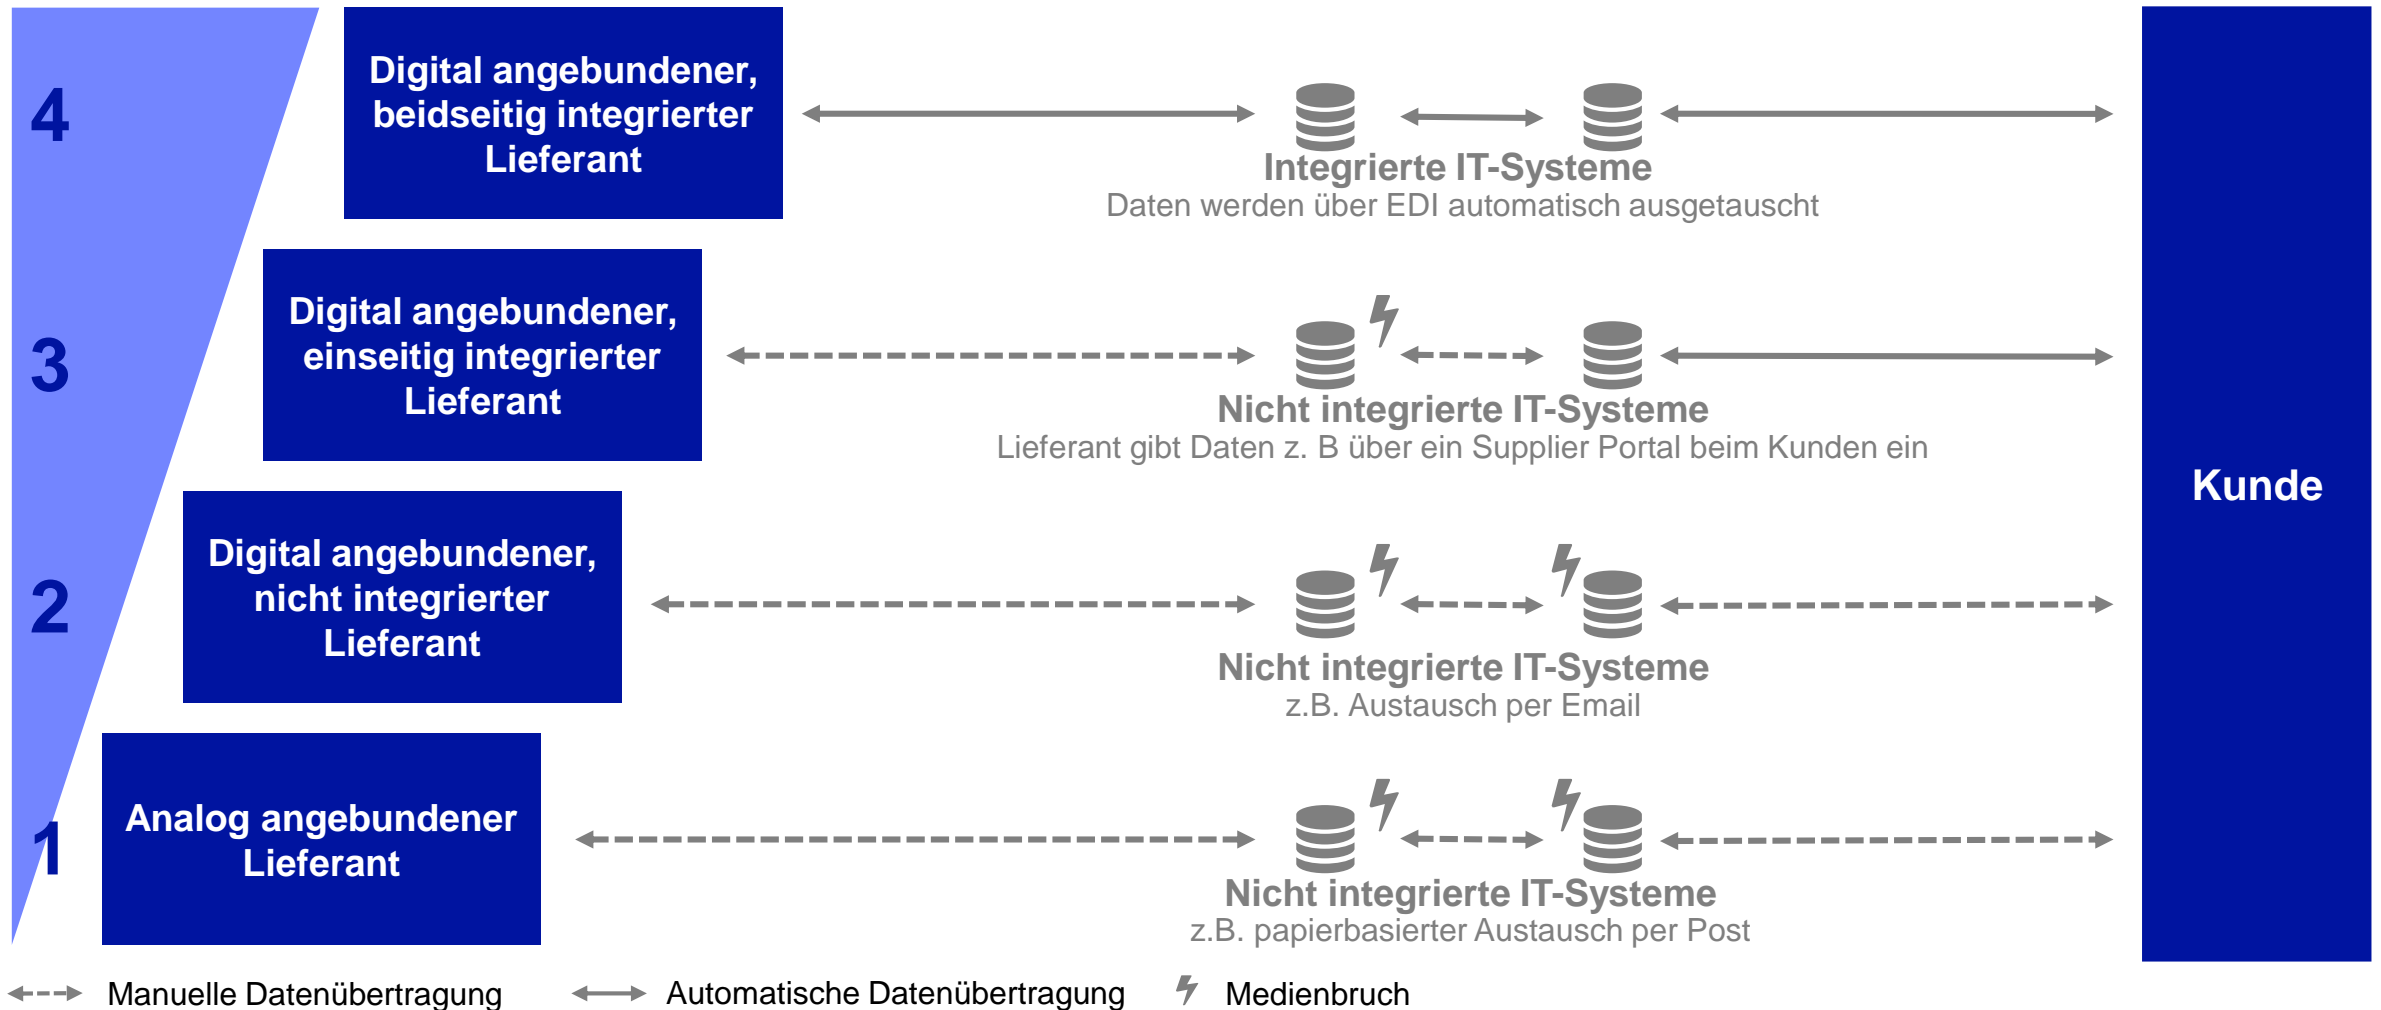 4
Digital angebundener,
beidseitig integrierter
Lieferant
Integrierte IT-Systeme
Daten werden über EDI automatisch ausgetauscht
3
Digital angebundener,
einseitig integrierter
Lieferant
Nicht integrierte IT-Systeme
Lieferant gibt Daten z. B über ein Supplier Portal beim Kunden ein
Kunde
2
Digital angebundener,
nicht integrierter
Lieferant
Nicht integrierte IT-Systeme
z.B. Austausch per Email
1
Analog angebundener
Lieferant
Nicht integrierte IT-Systeme
z.B. papierbasierter Austausch per Post
Manuelle Datenübertragung
Automatische Datenübertragung
Medienbruch